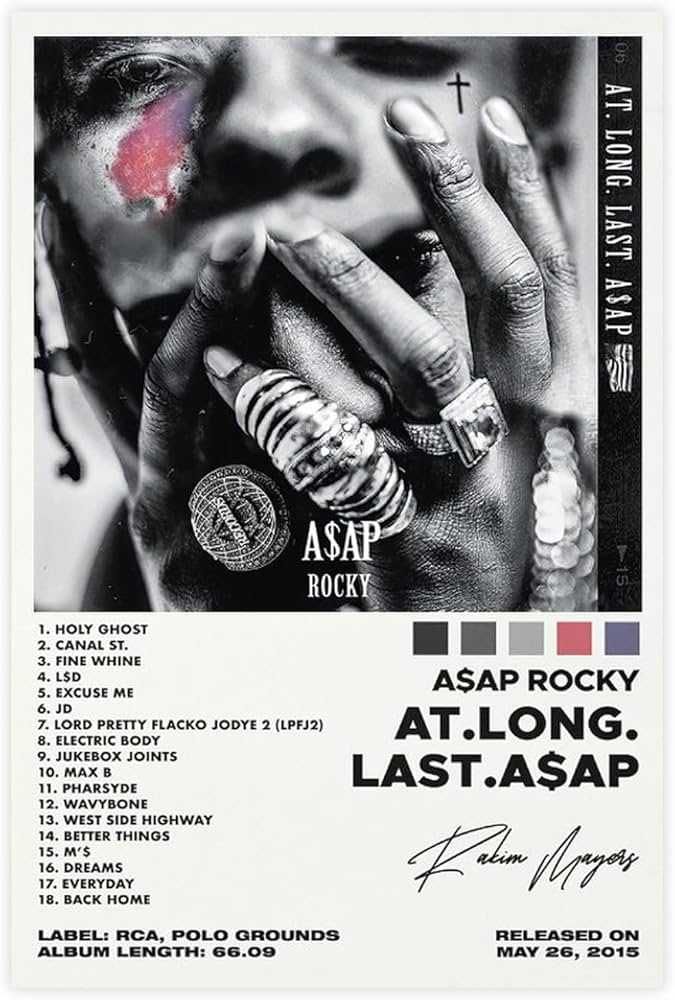 AT. LONG. LAST. A$AP
A$AP
ROCKY
1. HOLY GHOST
2. CANAL ST.
3. FINE WHINE
4. L$D
5. EXCUSE ME
6. JD
7. LORD PRETTY FLACKO JODYE 2 (LPFJ2)
8. ELECTRIC BODY
9. JUKEBOX JOINTS
10. MAX B
11. PHARSYDE
12. WAVYBONE
13. WEST SIDE HIGHWAY
14. BETTER THINGS
15. M'$
16. DREAMS
17. EVERYDAY
18. BACK HOME
A$AP ROCKY
AT.LONG.
LAST.A$AP
Rakim Mayers
LABEL: RCA, POLO GROUNDS
ALBUM LENGTH: 66.09
RELEASED ON
MAY 26, 2015